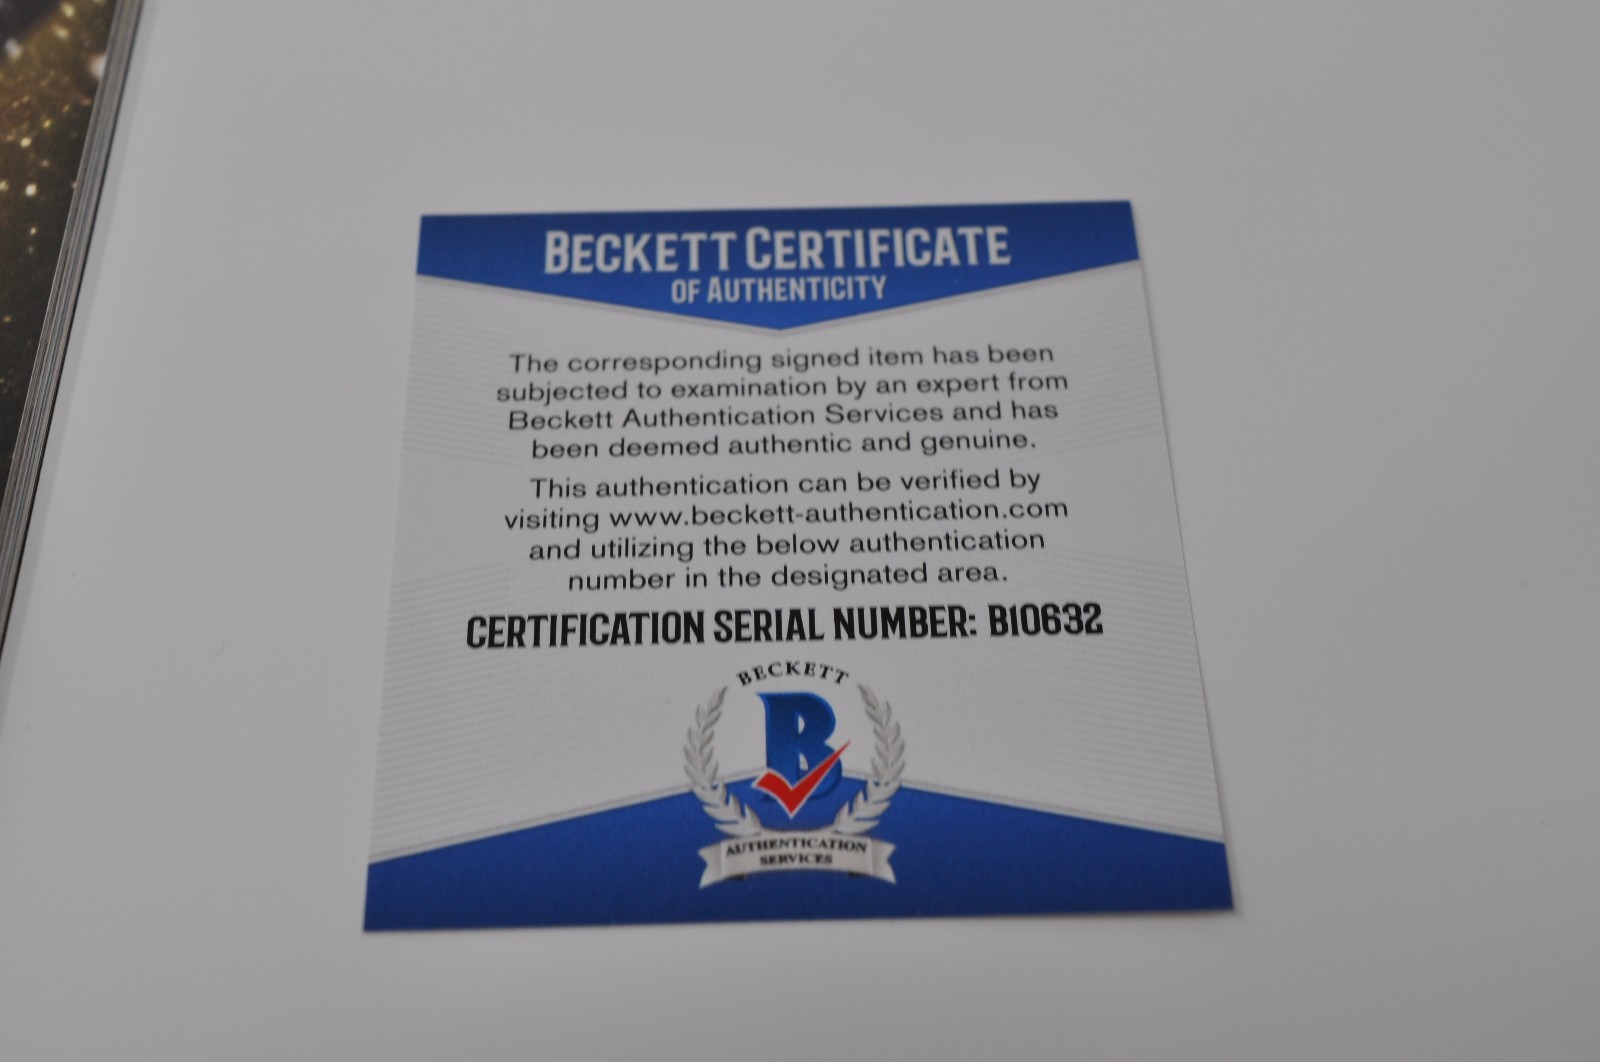 BECKETT CERTIFICATE
OF AUTHENTICITY
The corresponding signed item has been
subjected to examination by an expert from
Beckett Authentication Services and has
been deemed authentic and genuine.
This authentication can be verified by
visiting www.beckett-authentication.com
and utilizing the below authentication
number in the designated area.
CERTIFICATION SERIAL NUMBER: B10632
BECKETT
B
AUTHENTICATION
SERVICES